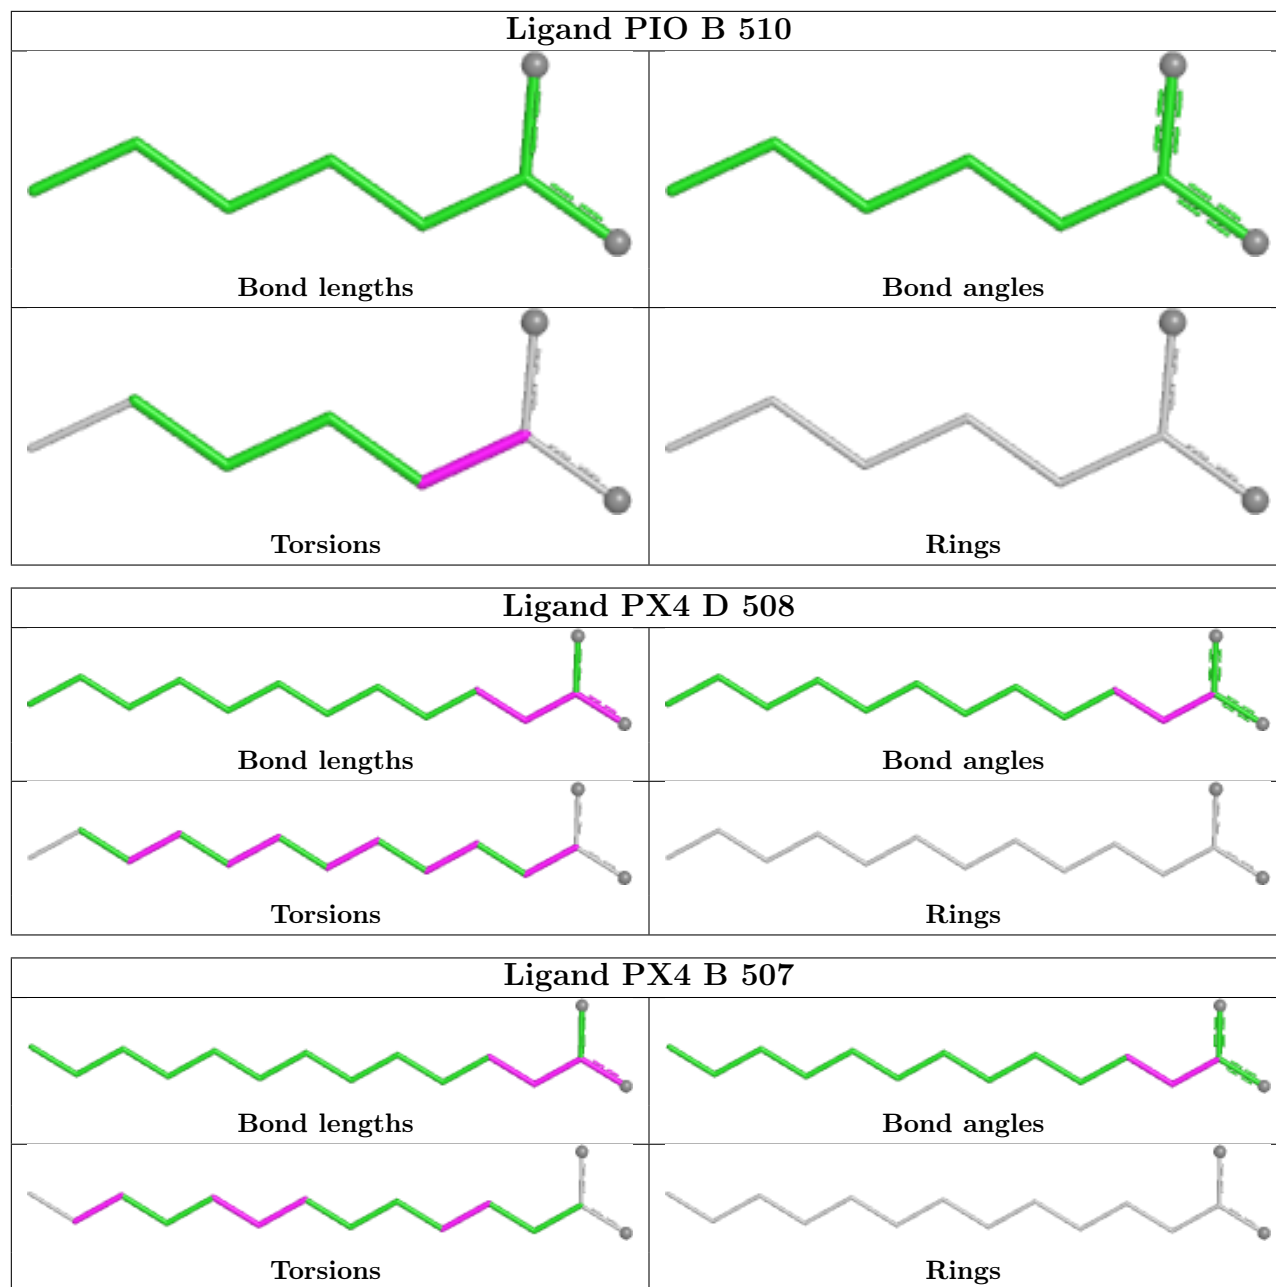 Ligand PIO B 510
Bond lengths
Bond angles
Torsions
Rings
Ligand PX4 D 508
Bond lengths
Bond angles
Torsions
Rings
Ligand PX4 B 507
Bond lengths
Bond angles
Torsions
Rings